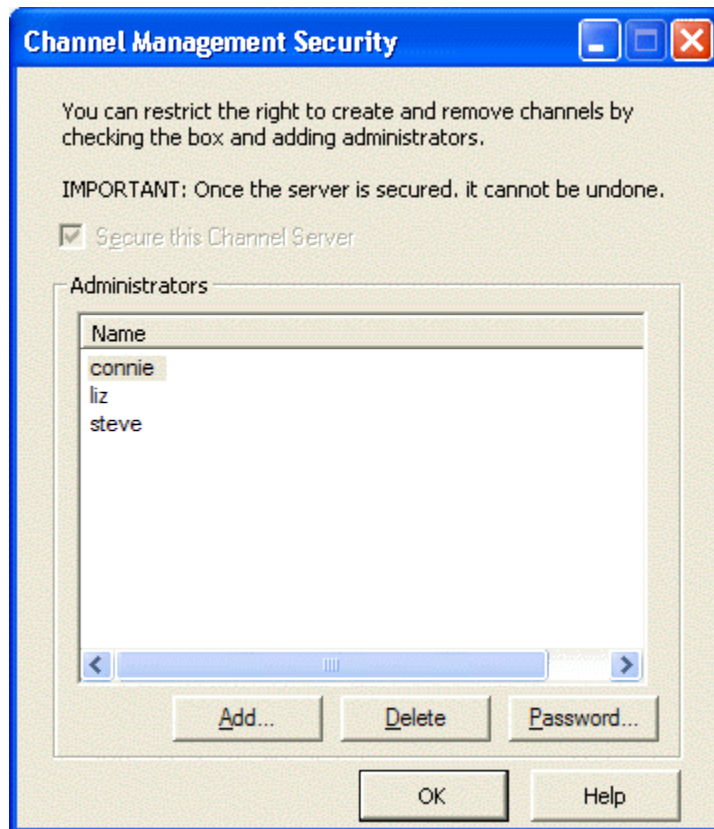 Channel Management Security
You can restrict the right to create and remove channels by
checking the box and adding administrators.
IMPORTANT: Once the server is secured, it cannot be undone.
Secure this Channel Server
Administrators
Name
connie
liz
steve
Add...
Delete
Password...
OK
Help